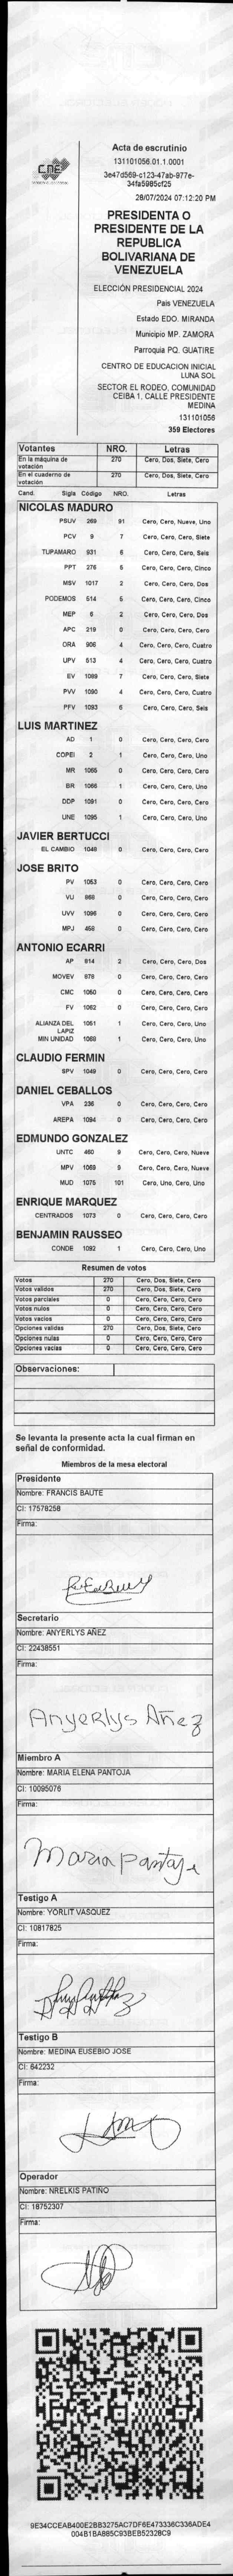 CNE
Acta de escrutinio
131101056.01.1.0001
3e47d569-c123-47ab-977e-
34fa5985cf25
28/07/2024 07:12:20 PM
PRESIDENTA O
PRESIDENTE DE LA
REPUBLICA
BOLIVARIANA DE
VENEZUELA
ELECCIÓN PRESIDENCIAL 2024
Pais VENEZUELA
Estado EDO. MIRANDA
Municipio MP. ZAMORA
Parroquia PQ. GUATIRE
CENTRO DE EDUCACION INICIAL
LUNA SOL
SECTOR EL RODEO, COMUNIDAD
CEIBA 1, CALLE PRESIDENTE
MEDINA
131101056
359 Electores
Votantes NRO. Letras
En la máquina de votación 270 Cero, Dos, Siete, Cero
En el cuaderno de votación 270 Cero, Dos, Siete, Cero
Cand. Sigla Código NRO. Letras
NICOLAS MADURO
PSUV 269 91 Cero, Cero, Nueve, Uno
PCV 9 7 Cero, Cero, Cero, Siete
TUPAMARO 931 6 Cero, Cero, Cero, Seis
PPT 276 5 Cero, Cero, Cero, Cinco
MSV 1017 2 Cero, Cero, Cero, Dos
PODEMOS 514 5 Cero, Cero, Cero, Cinco
MEP 6 2 Cero, Cero, Cero, Dos
APC 219 0 Cero, Cero, Cero, Cero
ORA 906 4 Cero, Cero, Cero, Cuatro
UPV 513 4 Cero, Cero, Cero, Cuatro
EV 1089 7 Cero, Cero, Cero, Siete
PVV 1090 4 Cero, Cero, Cero, Cuatro
PFV 1093 6 Cero, Cero, Cero, Seis
LUIS MARTINEZ
AD 1 0 Cero, Cero, Cero, Cero
COPEI 2 1 Cero, Cero, Cero, Uno
MR 1065 0 Cero, Cero, Cero, Cero
BR 1066 1 Cero, Cero, Cero, Uno
DDP 1091 0 Cero, Cero, Cero, Cero
UNE 1095 1 Cero, Cero, Cero, Uno
JAVIER BERTUCCI
EL CAMBIO 1048 0 Cero, Cero, Cero, Cero
JOSE BRITO
PV 1053 0 Cero, Cero, Cero, Cero
VU 868 0 Cero, Cero, Cero, Cero
UVV 1096 0 Cero, Cero, Cero, Cero
MPJ 458 0 Cero, Cero, Cero, Cero
ANTONIO ECARRI
AP 814 2 Cero, Cero, Cero, Dos
MOVEV 878 0 Cero, Cero, Cero, Cero
CMC 1050 0 Cero, Cero, Cero, Cero
FV 1062 0 Cero, Cero, Cero, Cero
ALIANZA DEL LAPIZ 1051 1 Cero, Cero, Cero, Uno
MIN UNIDAD 1069 1 Cero, Cero, Cero, Uno
CLAUDIO FERMIN
SPV 1049 0 Cero, Cero, Cero, Cero
DANIEL CEBALLOS
VPA 236 0 Cero, Cero, Cero, Cero
AREPA 1094 0 Cero, Cero, Cero, Cero
EDMUNDO GONZALEZ
UNTC 460 9 Cero, Cero, Cero, Nueve
MPV 1069 9 Cero, Cero, Cero, Nueve
MUD 1075 101 Cero, Uno, Cero, Uno
ENRIQUE MARQUEZ
CENTRADOS 1073 0 Cero, Cero, Cero, Cero
BENJAMIN RAUSSEO
CONDE 1092 1 Cero, Cero, Cero, Uno
Resumen de votos
Votos 270 Cero, Dos, Siete, Cero
Votos validos 270 Cero, Dos, Siete, Cero
Votos parciales 0 Cero, Cero, Cero, Cero
Votos nulos 0 Cero, Cero, Cero, Cero
Votos vacios 0 Cero, Cero, Cero, Cero
Opciones validas 270 Cero, Dos, Siete, Cero
Opciones nulas 0 Cero, Cero, Cero, Cero
Opciones vacias 0 Cero, Cero, Cero, Cero
Observaciones:
Se levanta la presente acta la cual firman en
señal de conformidad.
Miembros de la mesa electoral
Presidente
Nombre: FRANCIS BAUTE
CI: 17578258
Firma:
Secretario
Nombre: ANYERLYS AÑEZ
CI: 22438551
Firma:
Anyerlys Añez
Miembro A
Nombre: MARIA ELENA PANTOJA
CI: 10095076
Firma:
Maria Pantoja
Testigo A
Nombre: YORLIT VASQUEZ
CI: 10817825
Firma:
Testigo B
Nombre: MEDINA EUSEBIO JOSE
CI: 642232
Firma:
Operador
Nombre: NRELKIS PATIÑO
CI: 18752307
Firma:
9E34CCEAB400E2BB3275AC7DF6E473336C336ADE4
004B1BA885C93BEB52328C9